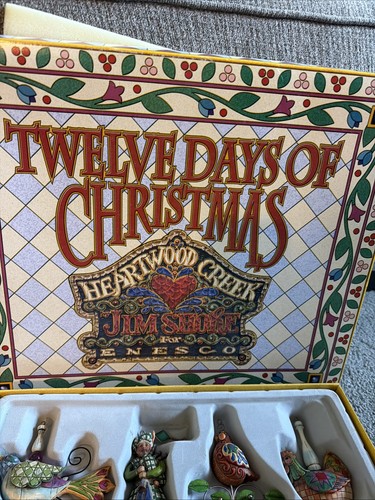 TWELVE DAYS OF
CHRISTMAS
HEARTWOOD CREEK
JIM SHORE
For
ENESCO